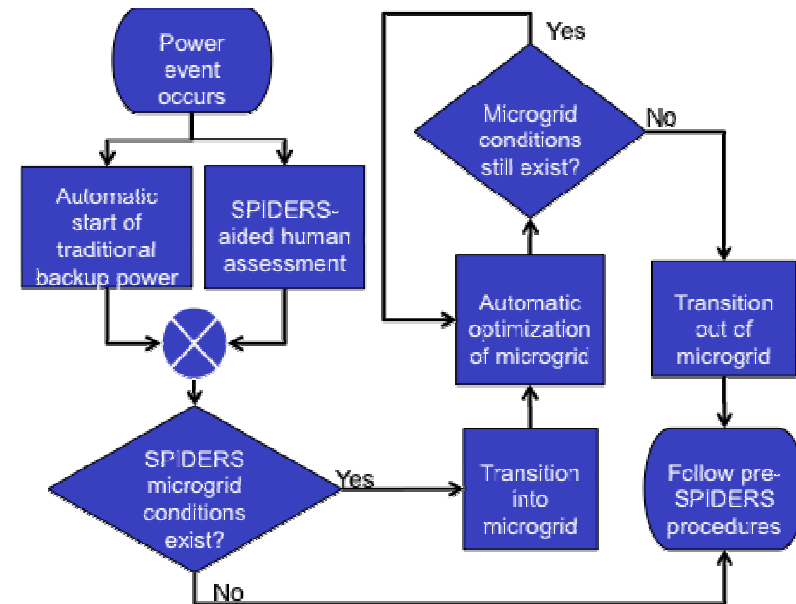 Power
event
occurs
Automatic
start of
traditional
backup power
SPIDERS-
aided human
assessment
SPIDERS
microgrid
conditions
exist?
Yes
No
Transition
into
microgrid
Automatic
optimization
of microgrid
Microgrid
conditions
still exist?
Yes
No
Transition
out of
microgrid
Follow pre-
SPIDERS
procedures